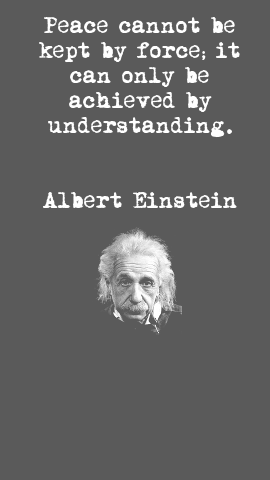 Peace cannot be
kept by force; it
can only be
achieved by
understanding.
Albert Einstein